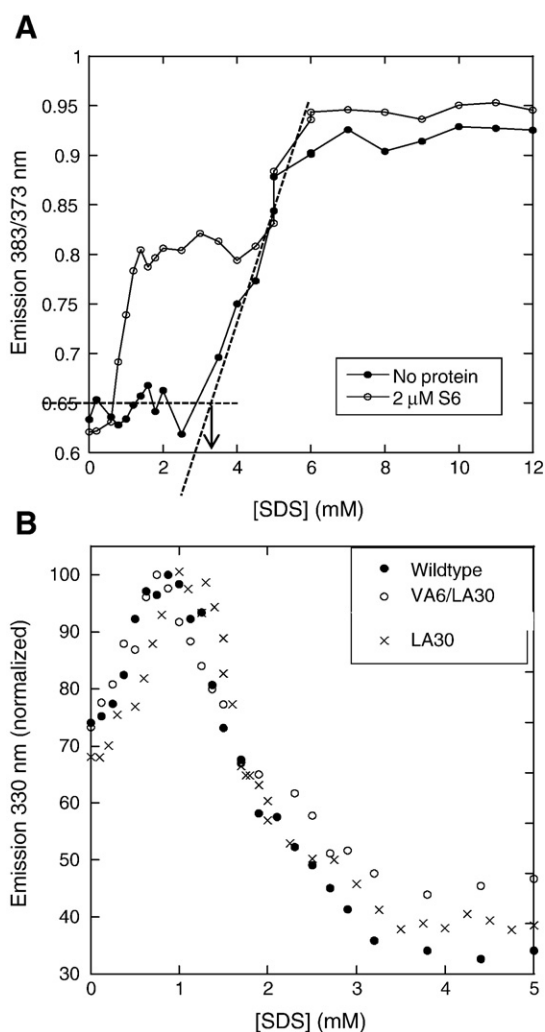 A
1
0.95
0.9
0.85
0.8
0.75
0.7
0.65
0.6
Emission 383/373 nm
No protein
2 μM S6
0 2 4 6 8 10 12
[SDS] (mM)
B
100
90
80
70
60
50
40
30
Emission 330 nm (normalized)
Wildtype
VA6/LA30
LA30
0 1 2 3 4 5
[SDS] (mM)